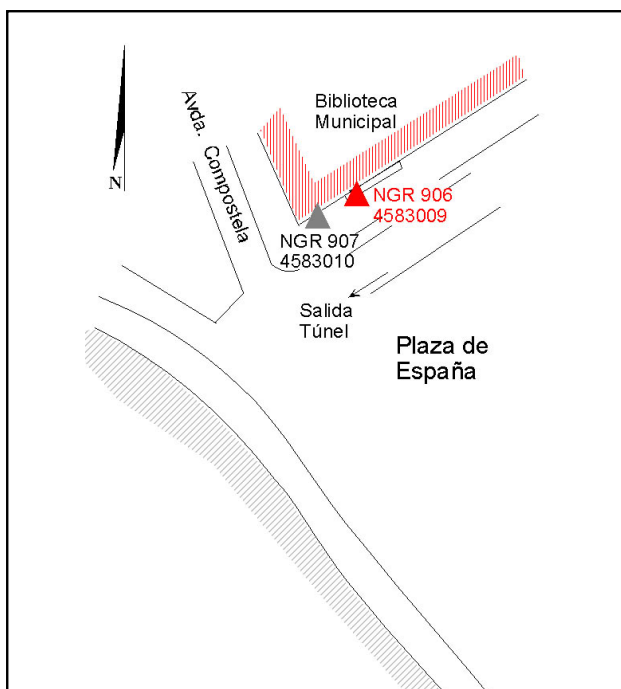 Biblioteca
Municipal
Avda. Compostela
N
NGR 906
4583009
NGR 907
4583010
Salida
Túnel
Plaza de
España